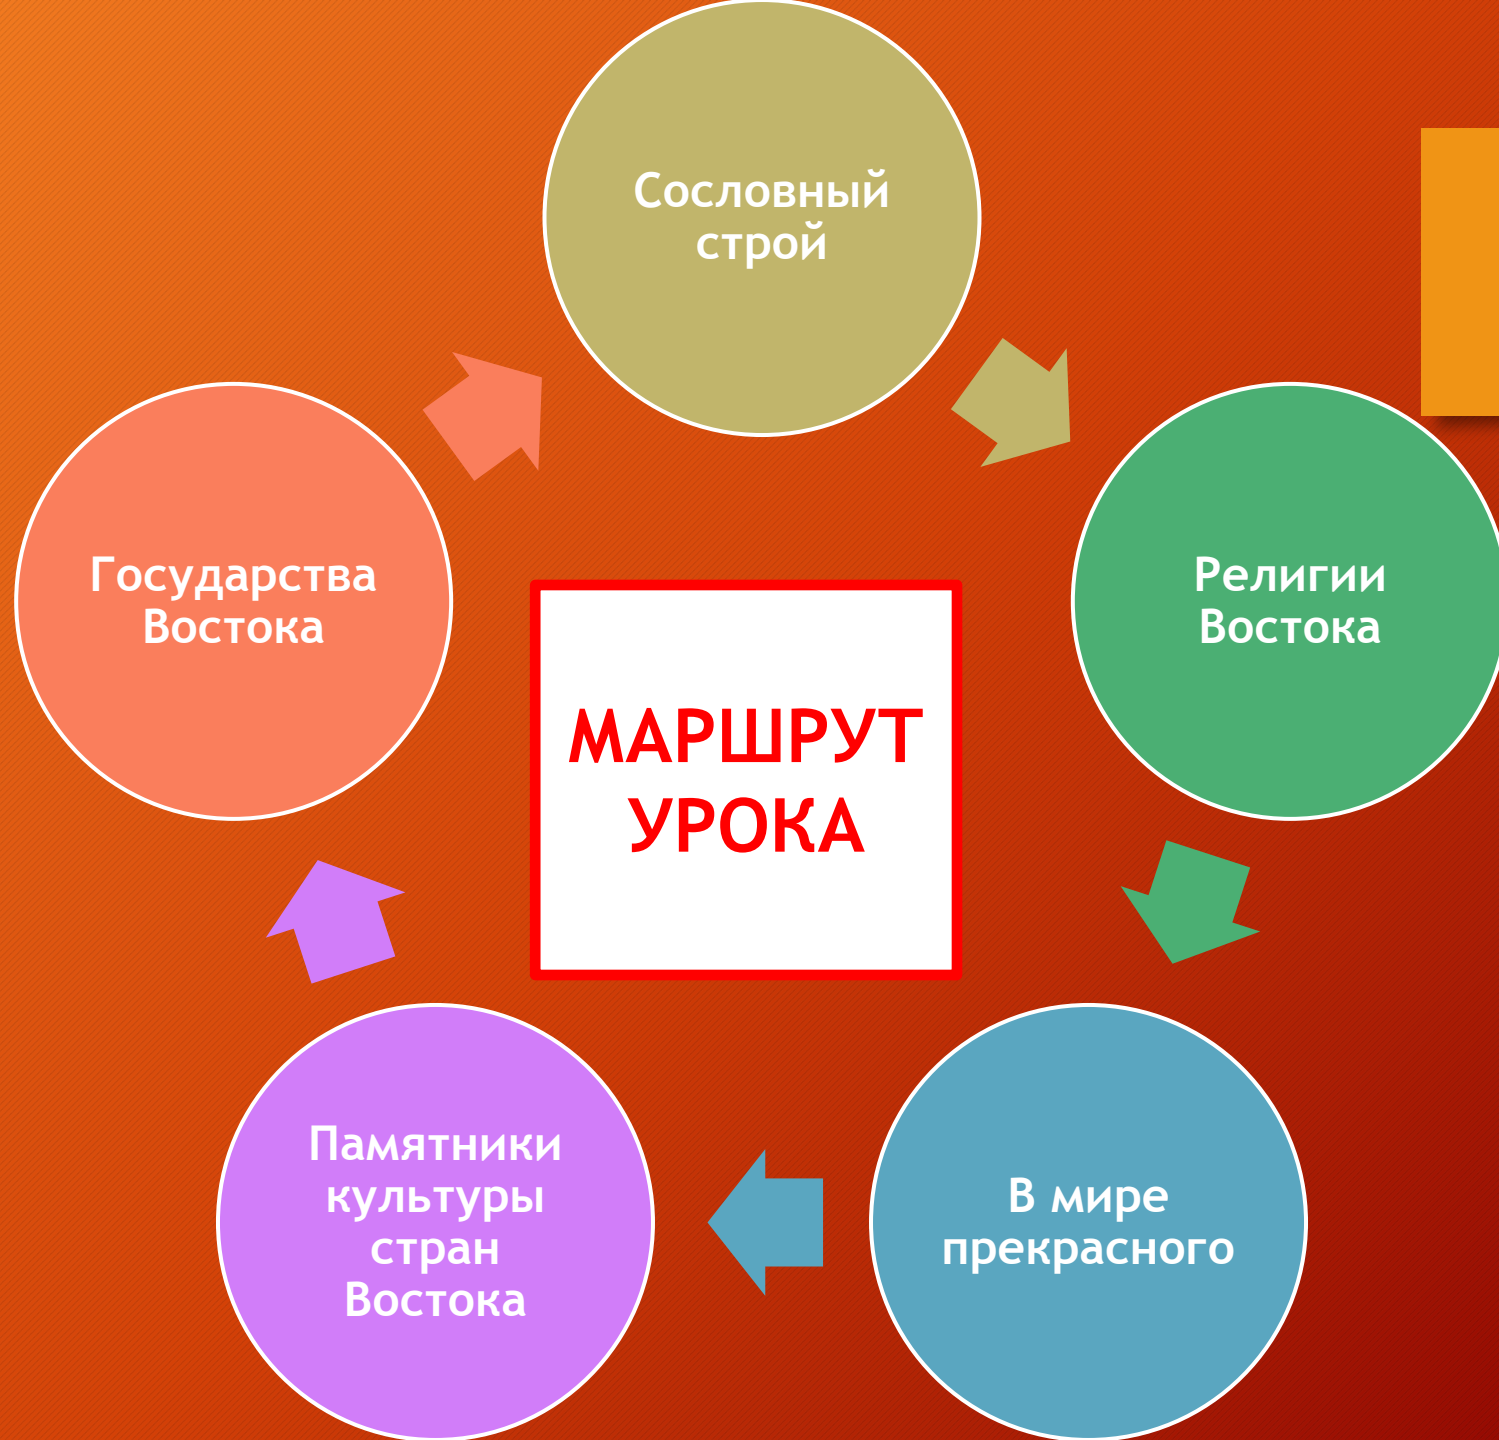 Сословный
строй
Религии
Востока
В мире
прекрасного
Памятники
культуры
стран
Востока
Государства
Востока
МАРШРУТ
УРОКА